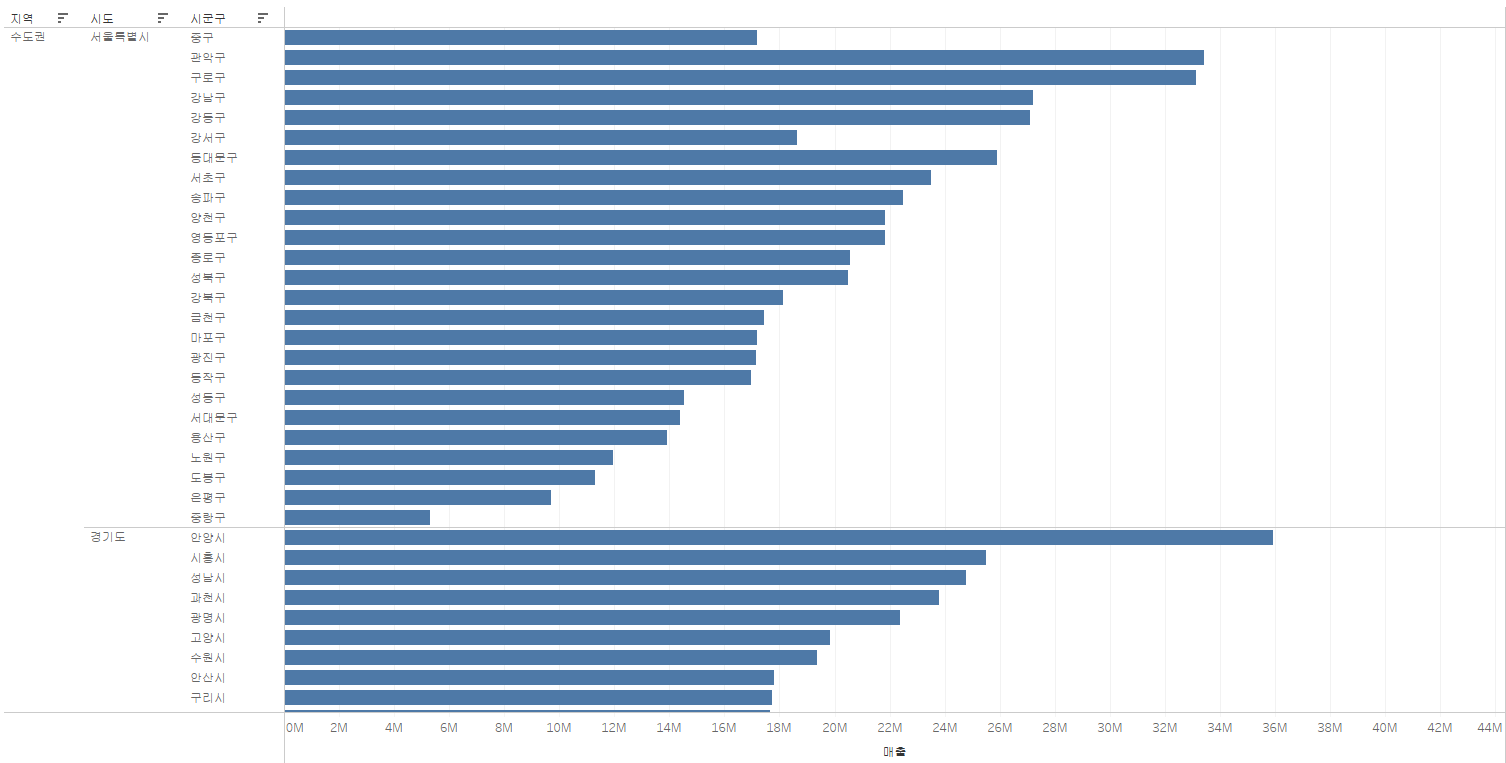 지역 시도 시군구
수도권 서울특별시 중구
관악구
구로구
강남구
강동구
강서구
동대문구
서초구
송파구
양천구
영등포구
종로구
성북구
강북구
금천구
마포구
광진구
동작구
성동구
서대문구
용산구
노원구
도봉구
은평구
중랑구
경기도 안양시
시흥시
성남시
과천시
광명시
고양시
수원시
안산시
구리시
0M 2M 4M 6M 8M 10M 12M 14M 16M 18M 20M 22M 24M 26M 28M 30M 32M 34M 36M 38M 40M 42M 44M
매출